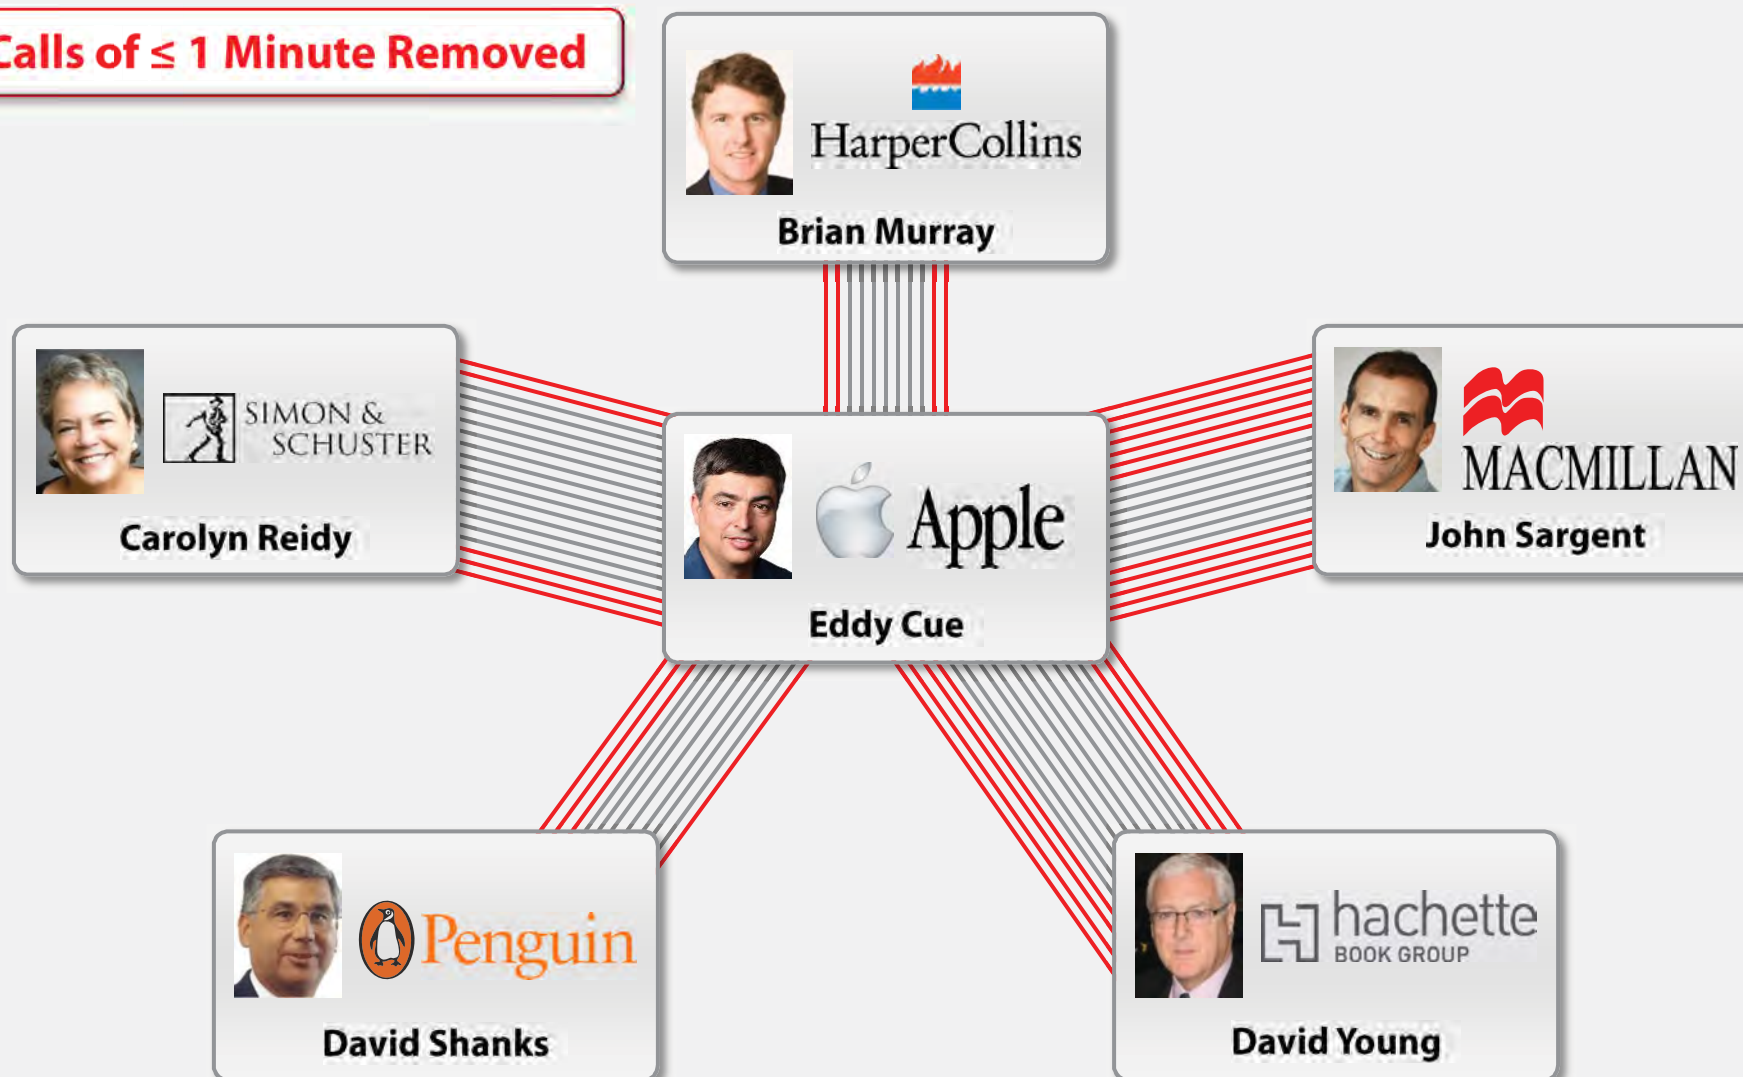 Calls of ≤ 1 Minute Removed
HarperCollins
Brian Murray
SIMON &
SCHUSTER
Carolyn Reidy
Apple
Eddy Cue
MACMILLAN
John Sargent
Penguin
David Shanks
hachette
BOOK GROUP
David Young